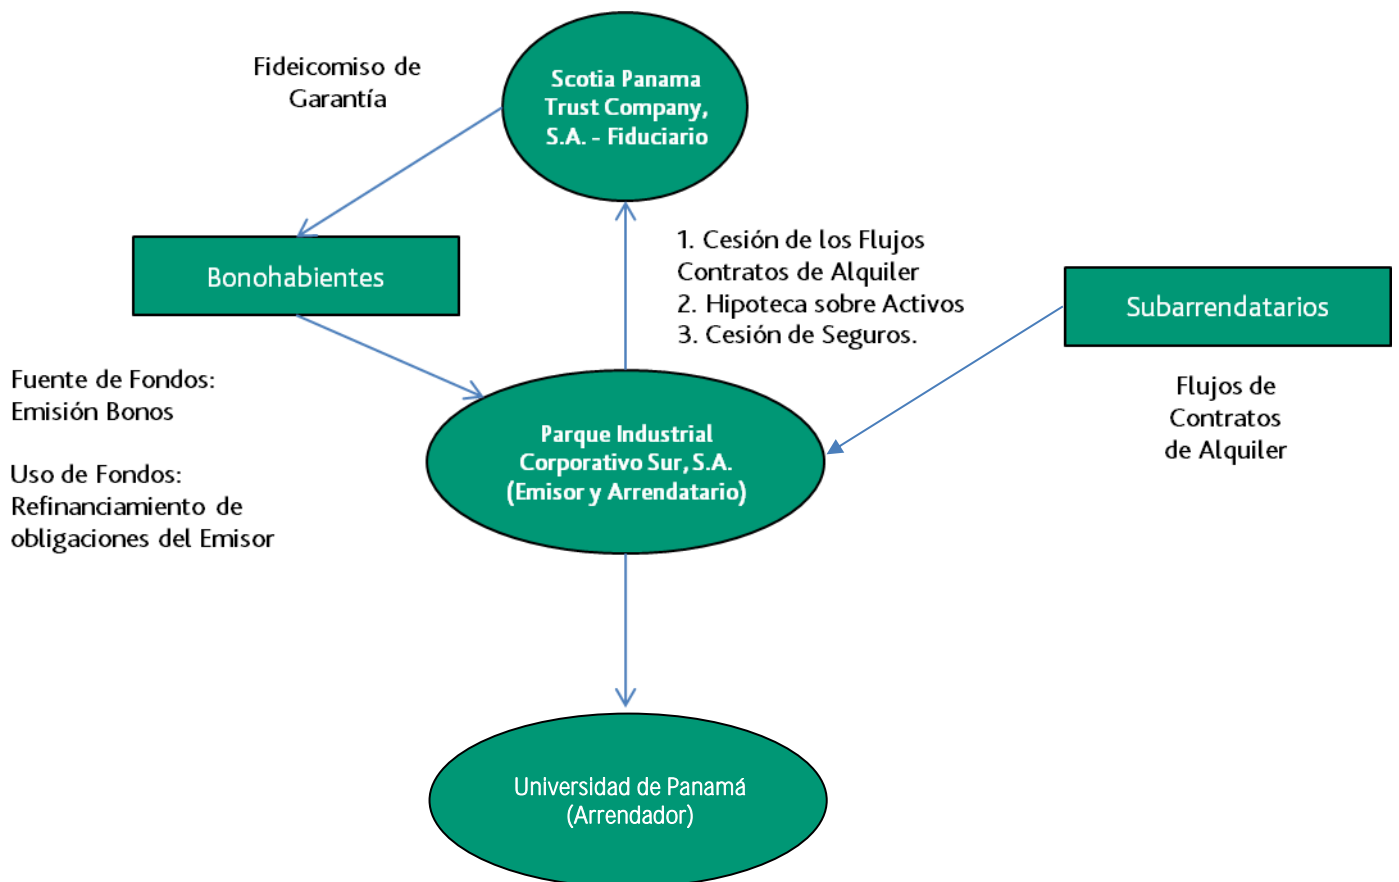 Fideicomiso de
Garantía
Scotia Panama
Trust Company,
S.A. - Fiduciario
Bonohabientes
1. Cesión de los Flujos
Contratos de Alquiler
2. Hipoteca sobre Activos
3. Cesión de Seguros.
Subarrendatarios
Flujos de
Contratos
de Alquiler
Fuente de Fondos:
Emisión Bonos
Uso de Fondos:
Refinanciamiento de
obligaciones del Emisor
Parque Industrial
Corporativo Sur, S.A.
(Emisor y Arrendatario)
Universidad de Panamá
(Arrendador)